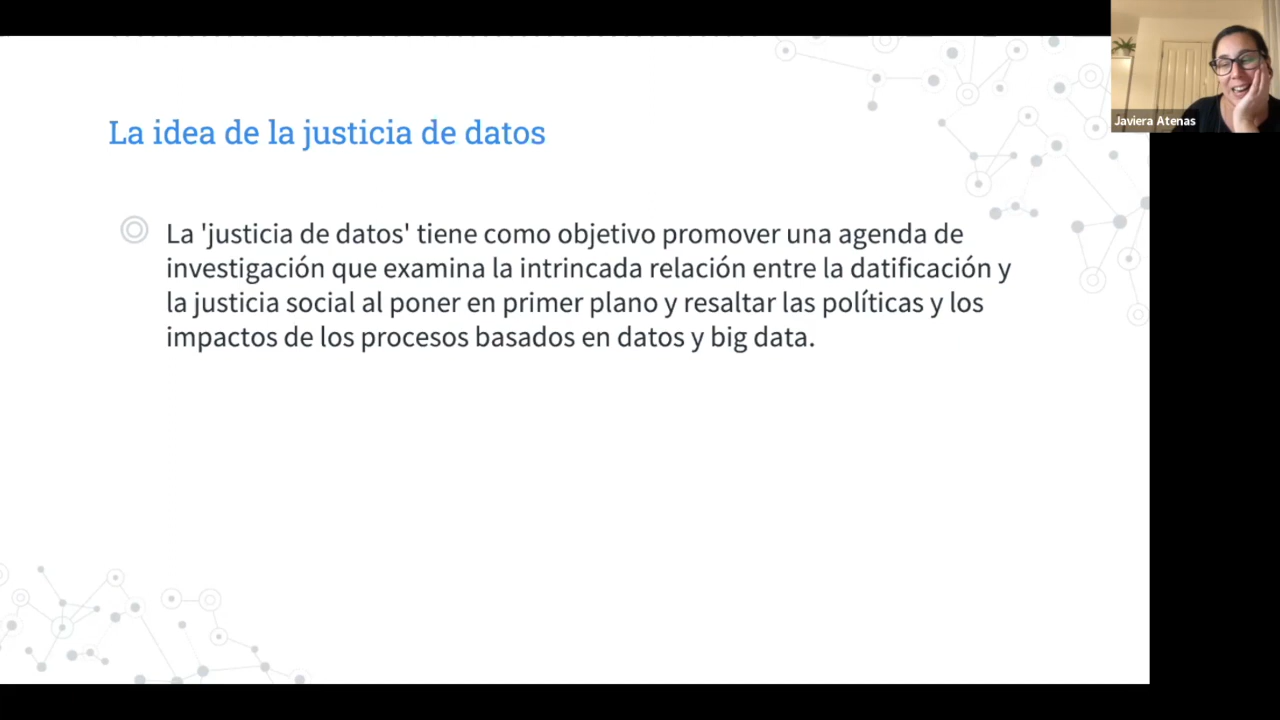 La idea de la justicia de datos
La 'justicia de datos' tiene como objetivo promover una agenda de
investigación que examina la intrincada relación entre la datificación y
la justicia social al poner en primer plano y resaltar las políticas y los
impactos de los procesos basados en datos y big data.
Javiera Atenas